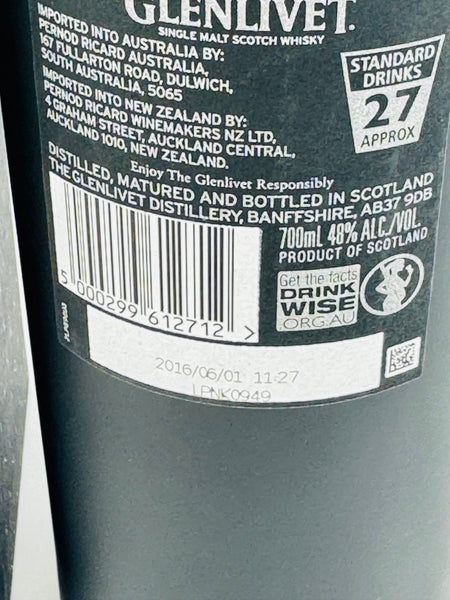 GLENLIVET.
SINGLE MALT SCOTCH WHISKY
IMPORTED INTO AUSTRALIA BY:
PERNOD RICARD AUSTRALIA,
167 FULLARTON ROAD, DULWICH,
SOUTH AUSTRALIA, 5065
IMPORTED INTO NEW ZEALAND BY:
PERNOD RICARD WINEMAKERS NZ LTD,
4 GRAHAM STREET, AUCKLAND CENTRAL,
AUCKLAND 1010, NEW ZEALAND.
STANDARD
DRINKS
27
APPROX
Enjoy The Glenlivet Responsibly
DISTILLED, MATURED AND BOTTLED IN SCOTLAND
THE GLENLIVET DISTILLERY, BANFFSHIRE, AB37 9DB
700mL 48% ALC./VOL.
PRODUCT OF SCOTLAND
Get the facts
DRINK
WISE
.ORG.AU
5 000299 612712 >
2016/06/01 11:27
LPNK0949